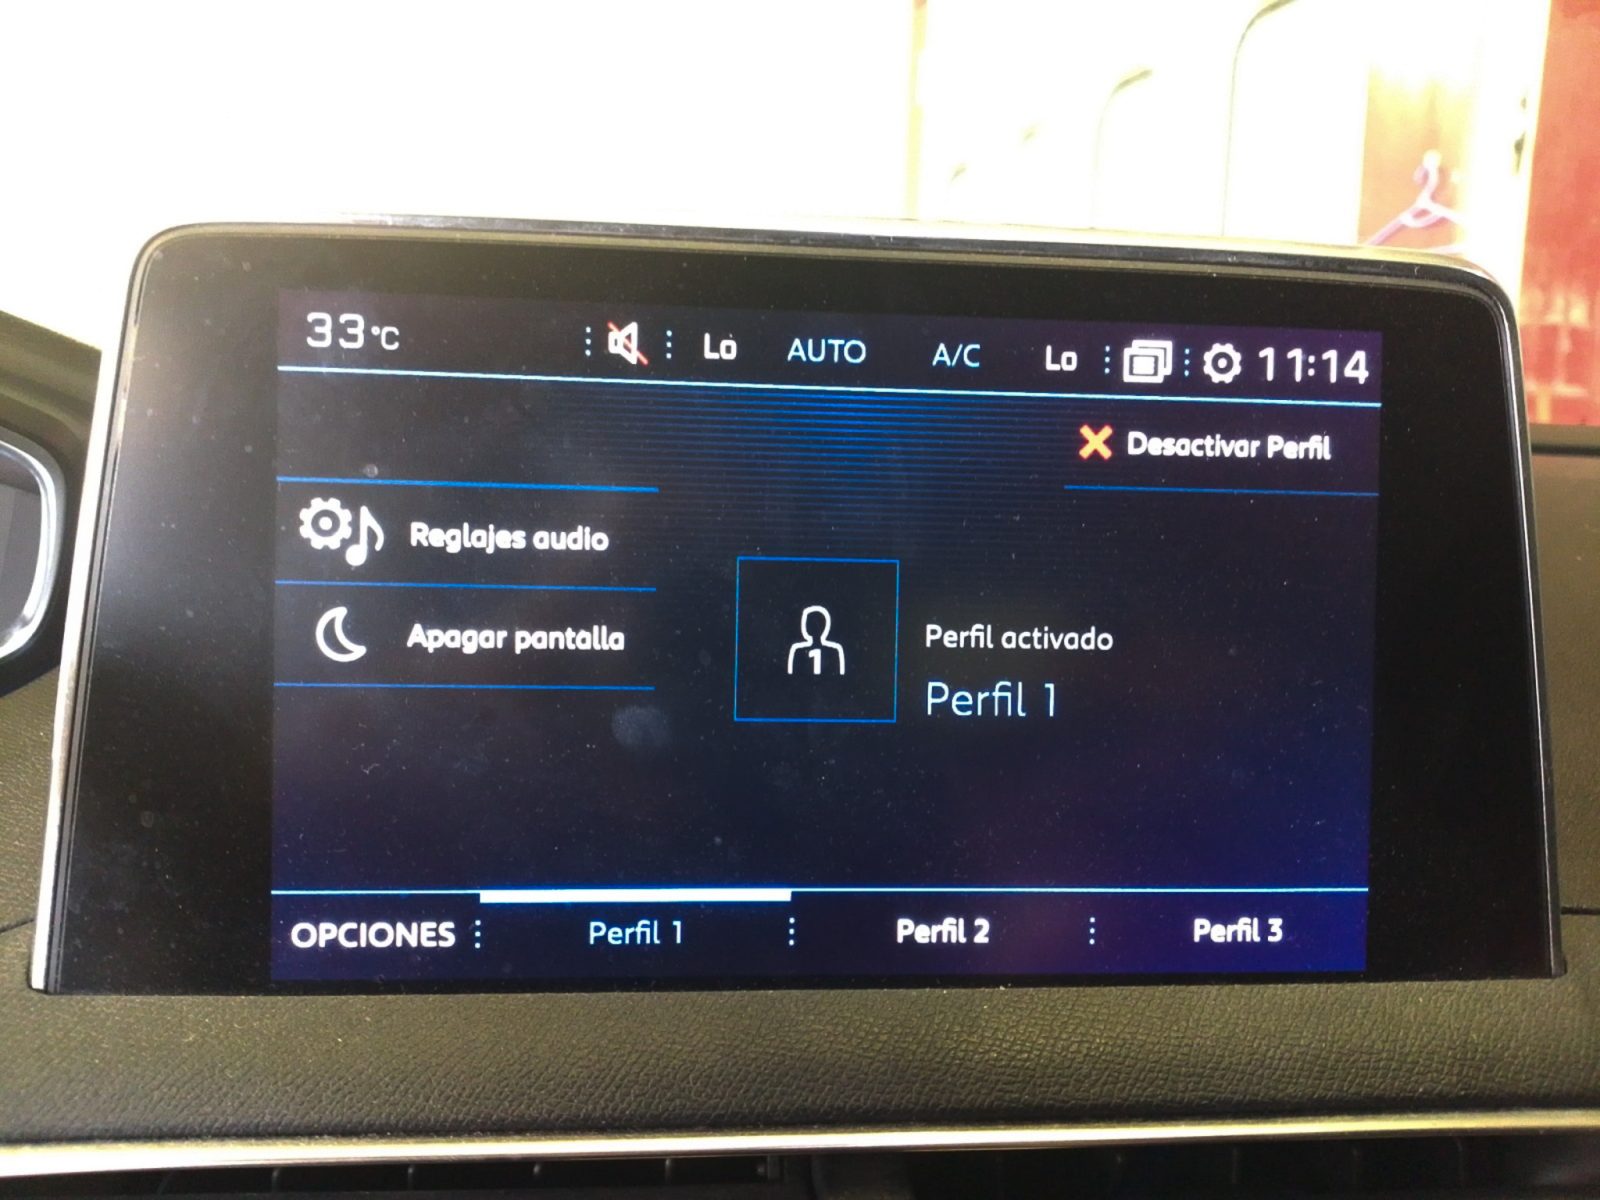 33°C Lo AUTO A/C Lo 11:14
Desactivar Perfil
Reglajes audio
Apagar pantalla
1
Perfil activado
Perfil 1
OPCIONES Perfil 1 Perfil 2 Perfil 3